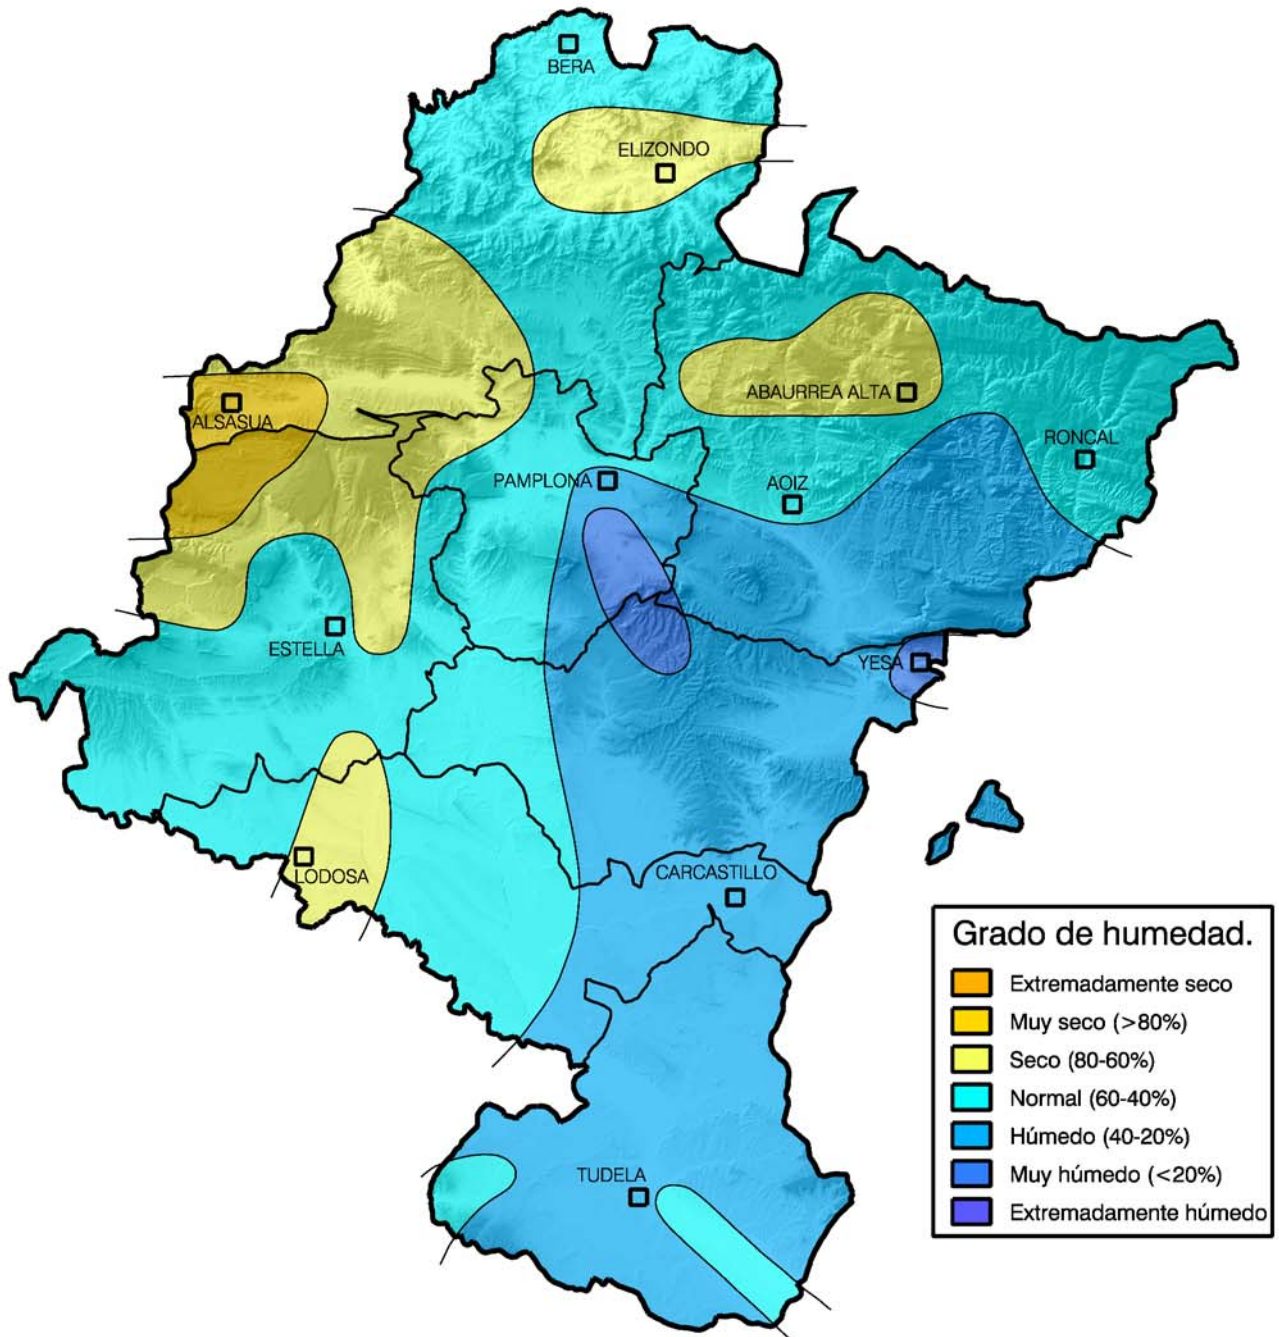 BERA
ELIZONDO
ABAURREA ALTA
ALSASUA
RONCAL
PAMPLONA
AOIZ
ESTELLA
YESA
LODOSA
CARCASTILLO
TUDELA
Grado de humedad.
Extremadamente seco
Muy seco (>80%)
Seco (80-60%)
Normal (60-40%)
Húmedo (40-20%)
Muy húmedo (<20%)
Extremadamente húmedo